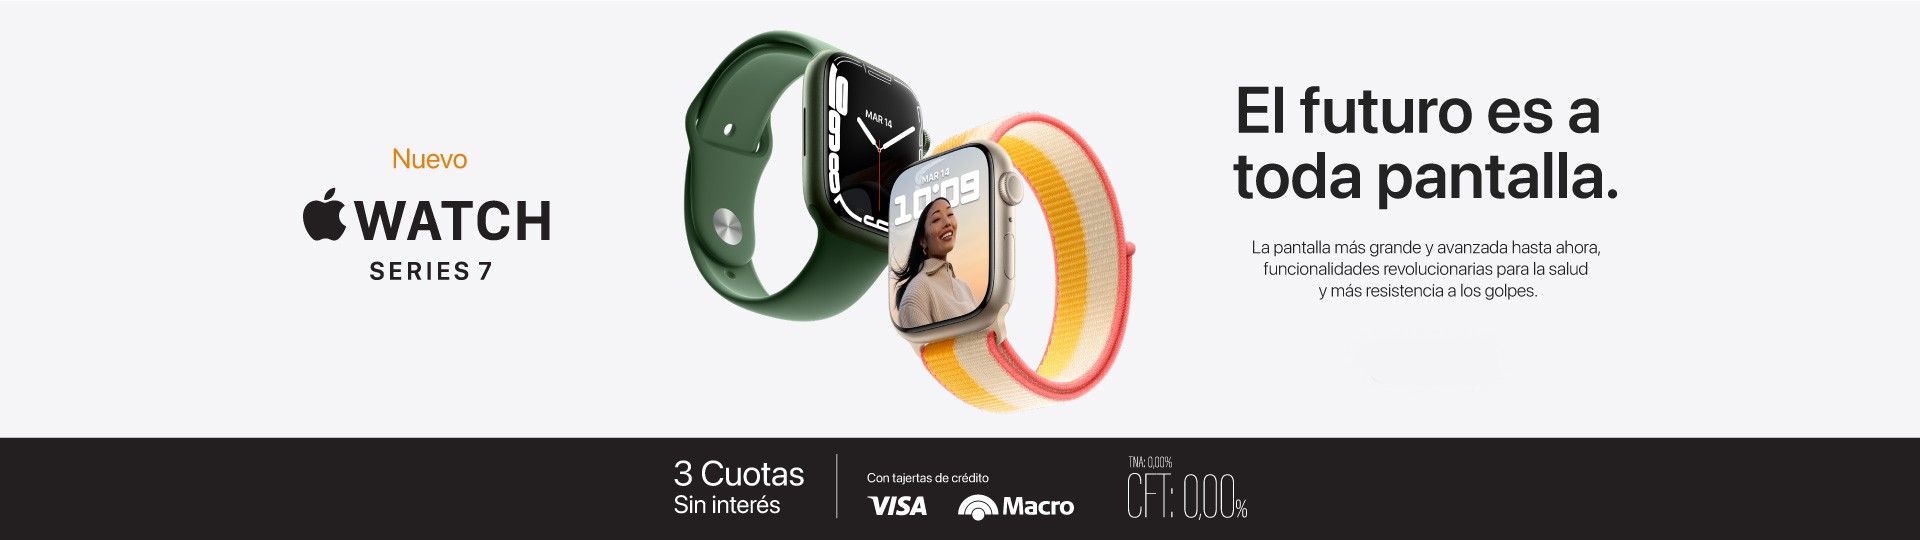 Nuevo
WATCH
SERIES 7
MAR 14
MAR 14
10:09
El futuro es a
toda pantalla.
La pantalla más grande y avanzada hasta ahora,
funcionalidades revolucionarias para la salud
y más resistencia a los golpes.
3 Cuotas
Sin interés
Con tajertas de crédito
VISA
Macro
TNA: 0,00%
CFT: 0,00%